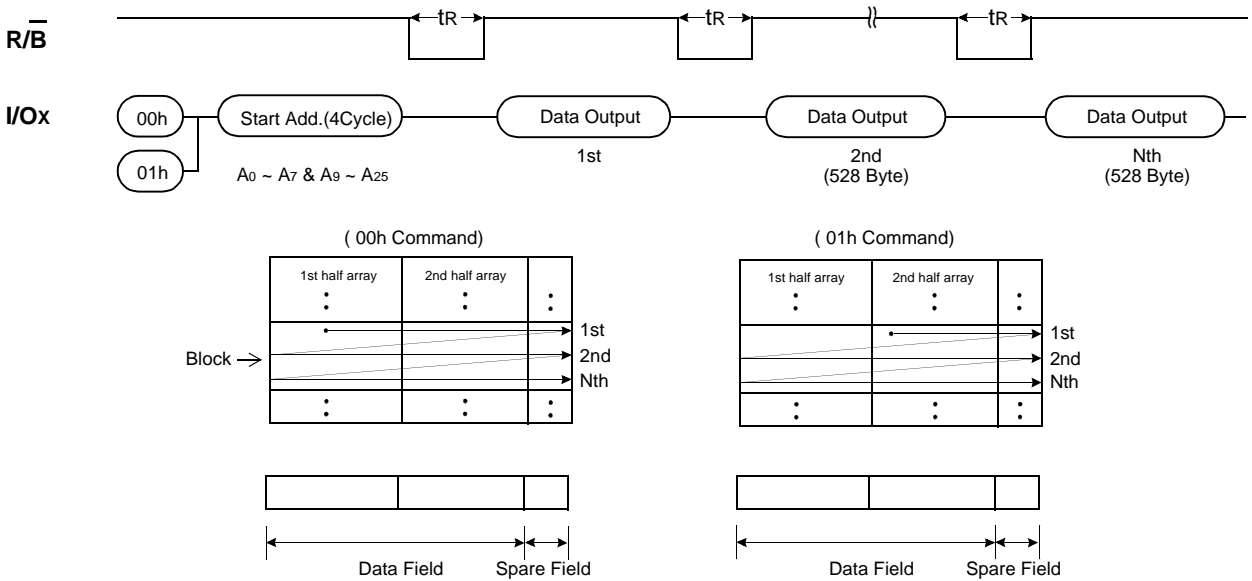 R/B tR tR tR
I/Ox 00h Start Add.(4Cycle) Data Output Data Output Data Output
01h A0 ~ A7 & A9 ~ A25 1st 2nd Nth
(528 Byte) (528 Byte)
( 00h Command) ( 01h Command)
1st half array 2nd half array 1st half array 2nd half array
1st 1st
Block 2nd 2nd
Nth Nth
Data Field Spare Field Data Field Spare Field